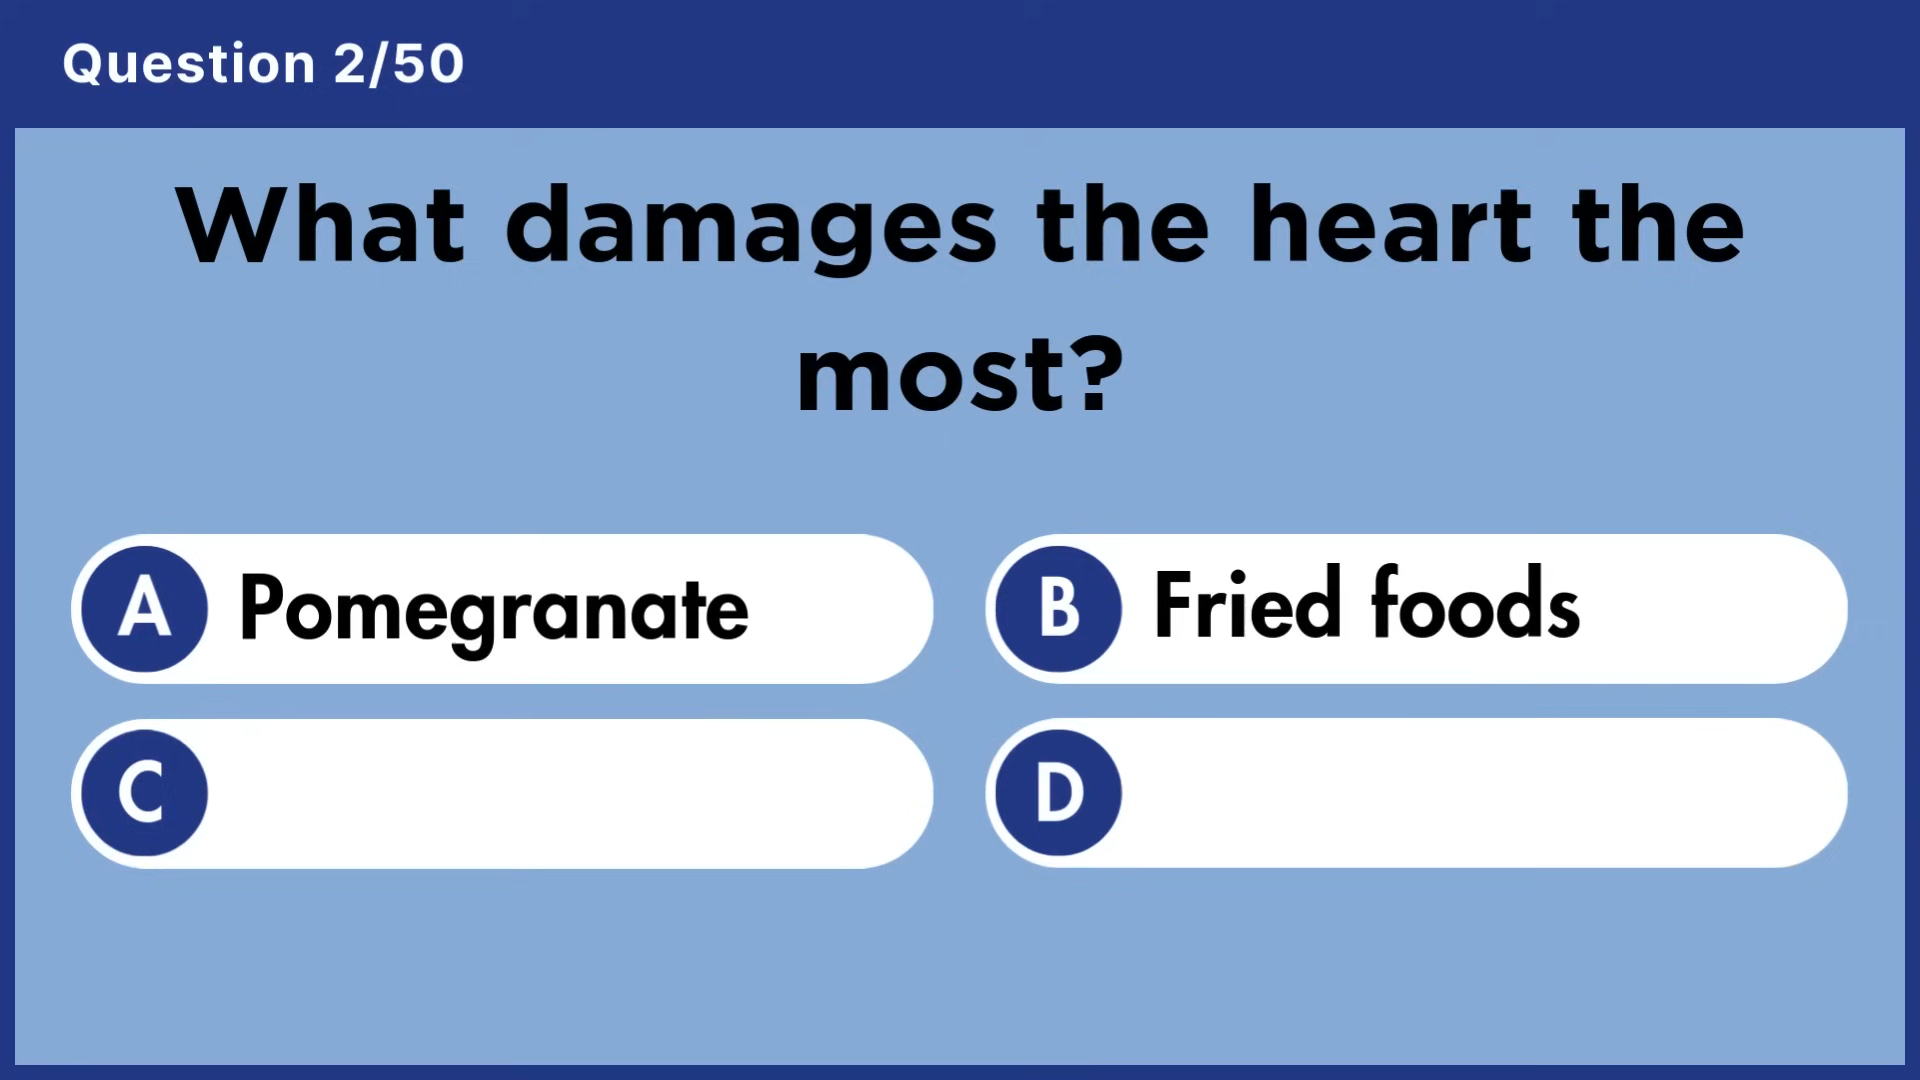 Question 2/50
What damages the heart the
most?
A Pomegranate
B Fried foods
C
D